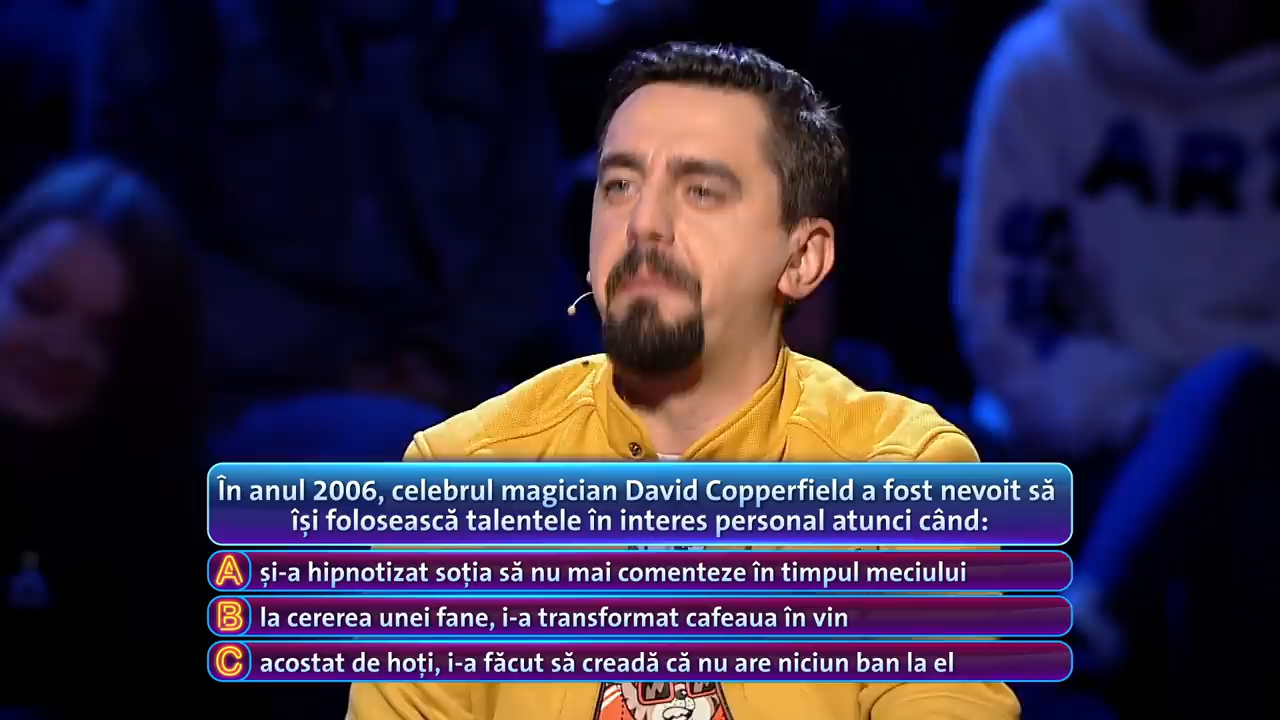 În anul 2006, celebrul magician David Copperfield a fost nevoit să
își folosească talentele în interes personal atunci când:
A și-a hipnotizat soția să nu mai comenteze în timpul meciului
B la cererea unei fane, i-a transformat cafeaua în vin
C acostat de hoți, i-a făcut să creadă că nu are niciun ban la el